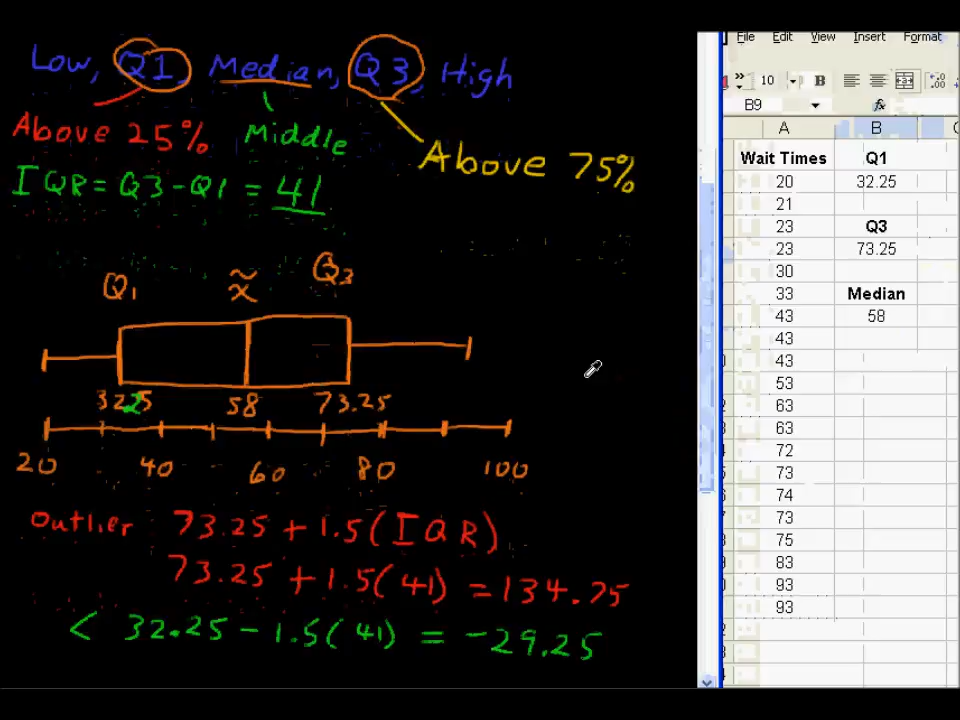 Low, Q1, Median, Q3, High
Above 25%
Middle
Above 75%
IQR = Q3 - Q1 = 41
Q1
≈
Q3
32.25
58
73.25
20
40
60
80
100
Outlier 73.25 + 1.5(IQR)
73.25 + 1.5(41) = 134.75
< 32.25 - 1.5(41) = -29.25
File Edit View Insert Format
10 B
B9 fx
A B
Wait Times Q1
20 32.25
21
23 Q3
23 73.25
30
33 Median
43 58
43
43
53
63
63
72
73
74
73
75
83
93
93